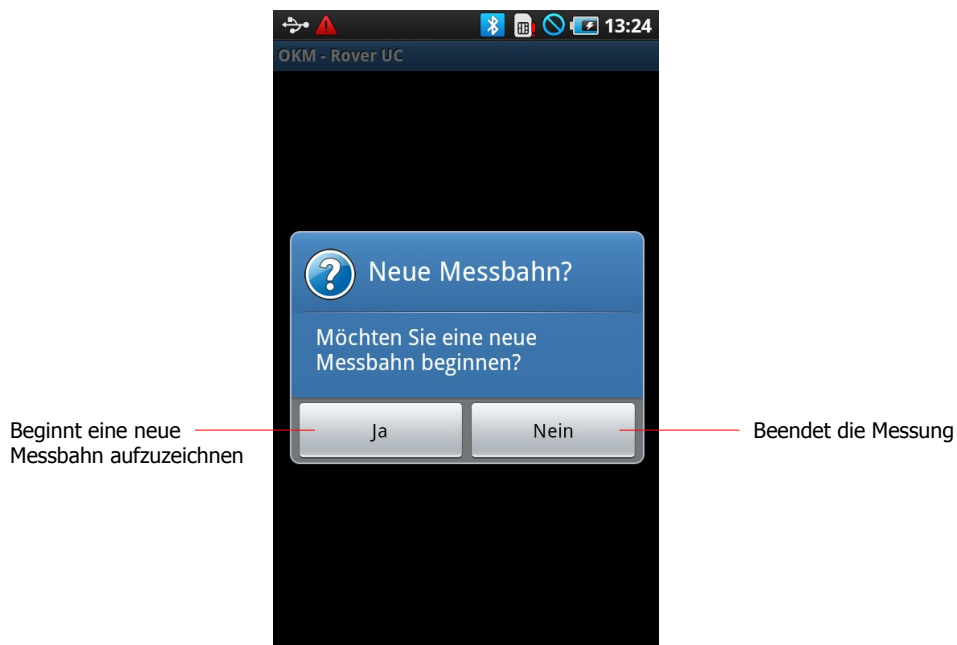 13:24
OKM - Rover UC
Neue Messbahn?
Möchten Sie eine neue
Messbahn beginnen?
Ja
Nein
Beginnt eine neue
Messbahn aufzuzeichnen
Beendet die Messung